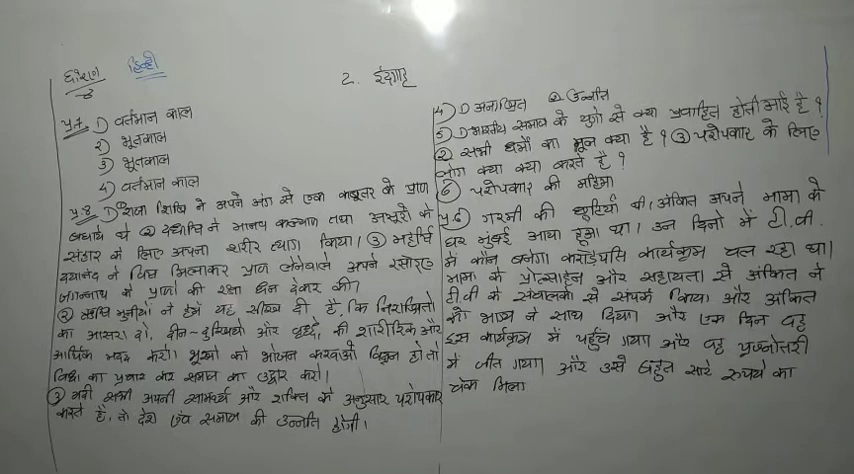 धोरण 8
हिन्दी
2. ईदगाह
प्र.7. 1) वर्तमान काल
2) भूतकाल
3) भूतकाल
4) वर्तमान काल
प्र.8 1) राजा शिबि ने अपने अंग से एक कबूतर के प्राण
बचाये थे ② दधीचि ने मानव कल्याण तथा असुरों के
संहार के लिए अपना शरीर त्याग किया। ③ महर्षि
दयानंद ने विष मिलाकर प्राण लेनेवाले अपने रसोइए
जगन्नाथ के प्राणों की रक्षा धन देकर की।
② ऋषि मुनीयों ने हमें यह सीख दी है, कि निराश्रितों
का आसरा दो, दीन-दुःखियों और वृद्धों, की शारीरिक और
आर्थिक मदद करो। भूखों को भोजन करवाओ हो तो
विद्या का प्रचार कर समाज का उद्धार करो।
③ यदी सभी अपनी सामर्थ्य और शक्ति के अनुसार परोपकार
करते हैं, तो देश एवं समाज की उन्नति होगी।
4) 1) ② उन्नति
5) 1) भारतीय समाज में युगो से क्या प्रवाहित होती आई है ?
② सभी धर्मो का मूल क्या है ? ③ परोपकार के लिए
लोग क्या क्या करते है ?
⑥ परोपकार की महिमा
प्र.6) गरमी की छुट्टियाँ थी। अंकित अपने मामा के
घर मुंबई आया हुआ था। उन दिनों में टी.वी.
में कौन बनेगा करोड़पति कार्यक्रम चल रहा था।
मामा के प्रोत्साहन और सहायता से अंकित ने
टी.वी के संचालको से संपर्क किया और अंकित
को भाग्य ने साथ दिया और एक दिन वह
इस कार्यक्रम में पहुँच गया और वह प्रश्नोत्तरी
में जीत गया। और उसे बहुत सारे रुपये का
चेक मिला